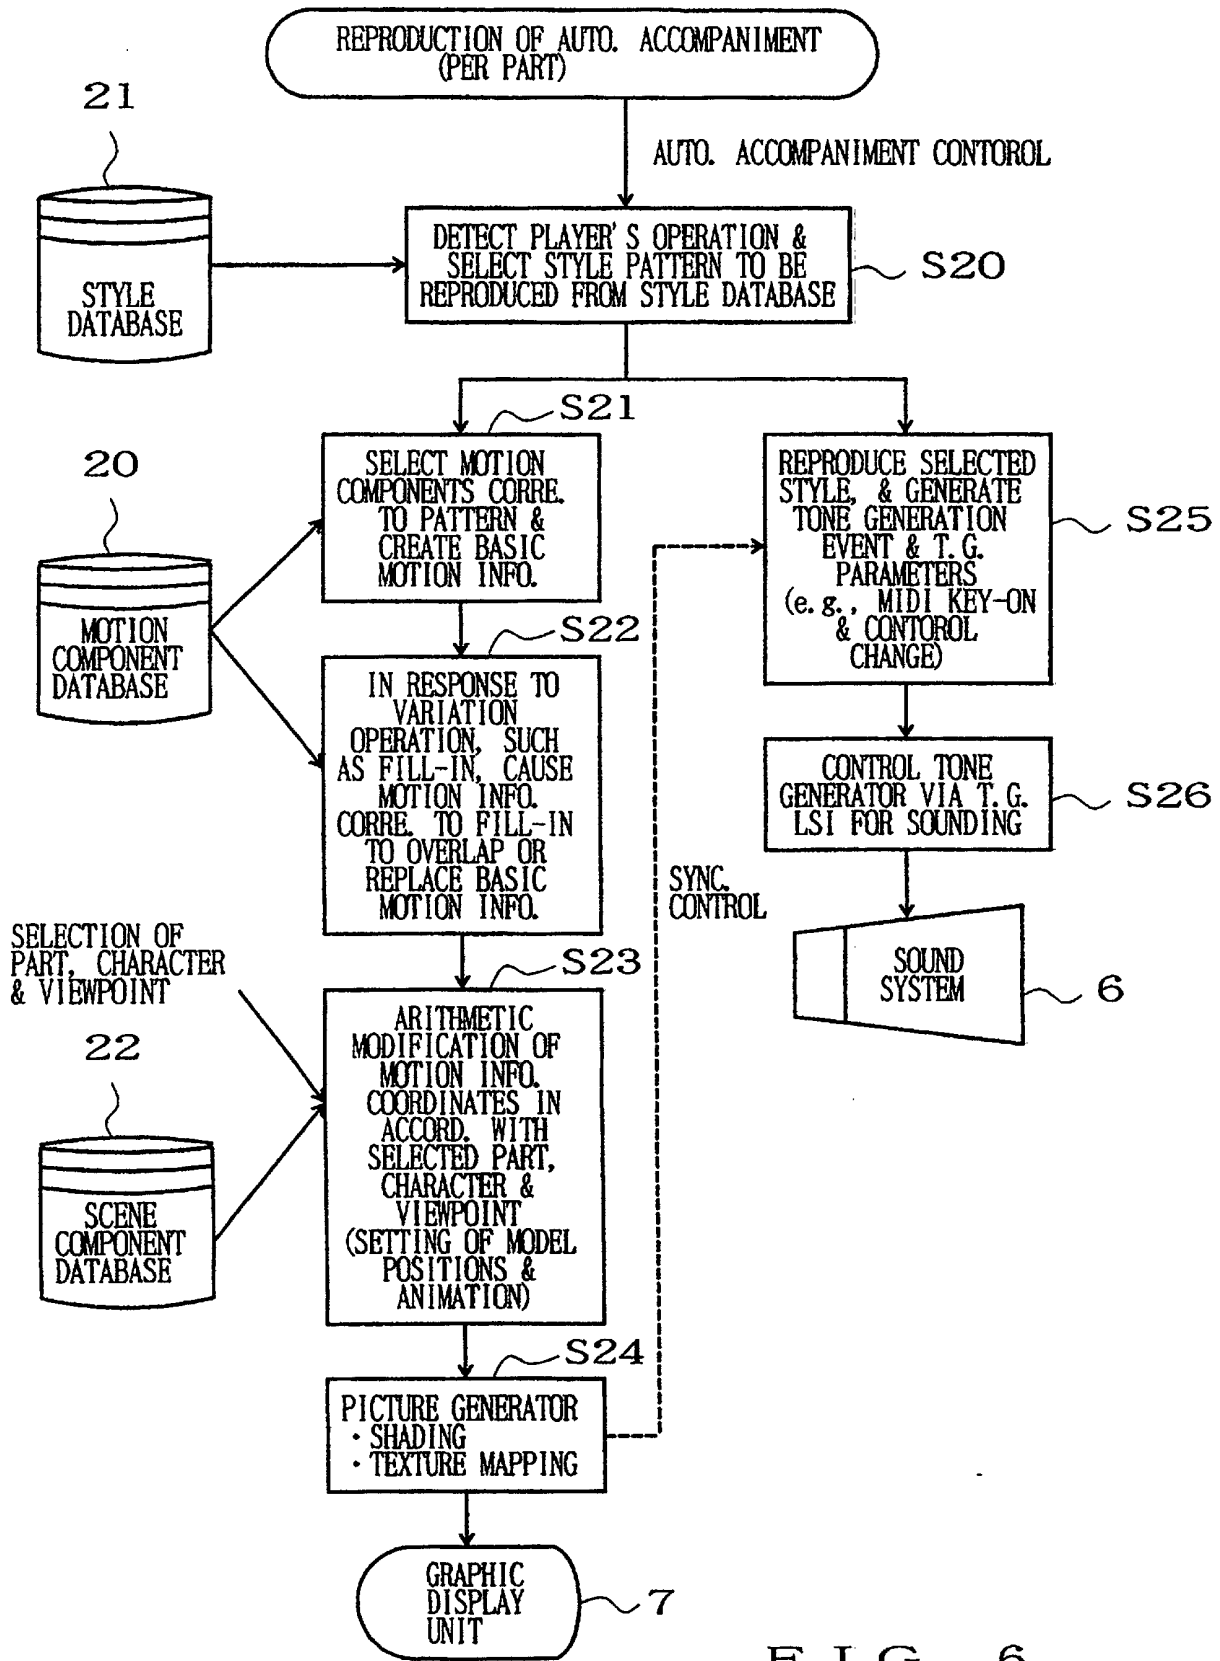 REPRODUCTION OF AUTO. ACCOMPANIMENT
(PER PART)
AUTO. ACCOMPANIMENT CONTOROL
21
STYLE
DATABASE
DETECT PLAYER'S OPERATION &
SELECT STYLE PATTERN TO BE
REPRODUCED FROM STYLE DATABASE
S20
S21
SELECT MOTION
COMPONENTS CORRE.
TO PATTERN &
CREATE BASIC
MOTION INFO.
20
MOTION
COMPONENT
DATABASE
REPRODUCE SELECTED
STYLE, & GENERATE
TONE GENERATION
EVENT & T.G.
PARAMETERS
(e.g., MIDI KEY-ON
& CONTOROL
CHANGE)
S25
S22
IN RESPONSE TO
VARIATION
OPERATION, SUCH
AS FILL-IN, CAUSE
MOTION INFO.
CORRE. TO FILL-IN
TO OVERLAP OR
REPLACE BASIC
MOTION INFO.
CONTROL TONE
GENERATOR VIA T.G.
LSI FOR SOUNDING
S26
SYNC.
CONTROL
SOUND
SYSTEM
6
SELECTION OF
PART, CHARACTER
& VIEWPOINT
22
SCENE
COMPONENT
DATABASE
S23
ARITHMETIC
MODIFICATION OF
MOTION INFO.
COORDINATES IN
ACCORD. WITH
SELECTED PART,
CHARACTER &
VIEWPOINT
(SETTING OF MODEL
POSITIONS &
ANIMATION)
S24
PICTURE GENERATOR
・SHADING
・TEXTURE MAPPING
GRAPHIC
DISPLAY
UNIT
7
FIG. 6